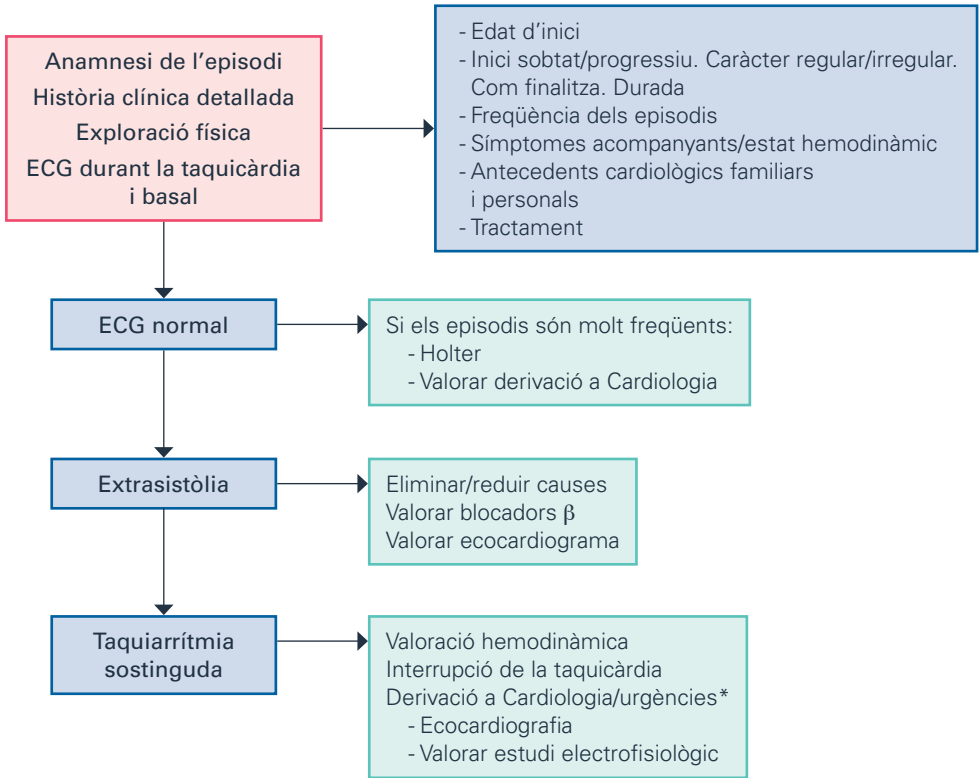 Anamnesi de l’episodi
Història clínica detallada
Exploració física
ECG durant la taquicàrdia
i basal
- Edat d’inici
- Inici sobtat/progressiu. Caràcter regular/irregular.
Com finalitza. Durada
- Freqüència dels episodis
- Símptomes acompanyants/estat hemodinàmic
- Antecedents cardiològics familiars
i personals
- Tractament
ECG normal
Si els episodis són molt freqüents:
- Holter
- Valorar derivació a Cardiologia
Extrasistòlia
Eliminar/reduir causes
Valorar blocadors β
Valorar ecocardiograma
Taquiarrítmia
sostinguda
Valoració hemodinàmica
Interrupció de la taquicàrdia
Derivació a Cardiologia/urgències*
- Ecocardiografia
- Valorar estudi electrofisiològic